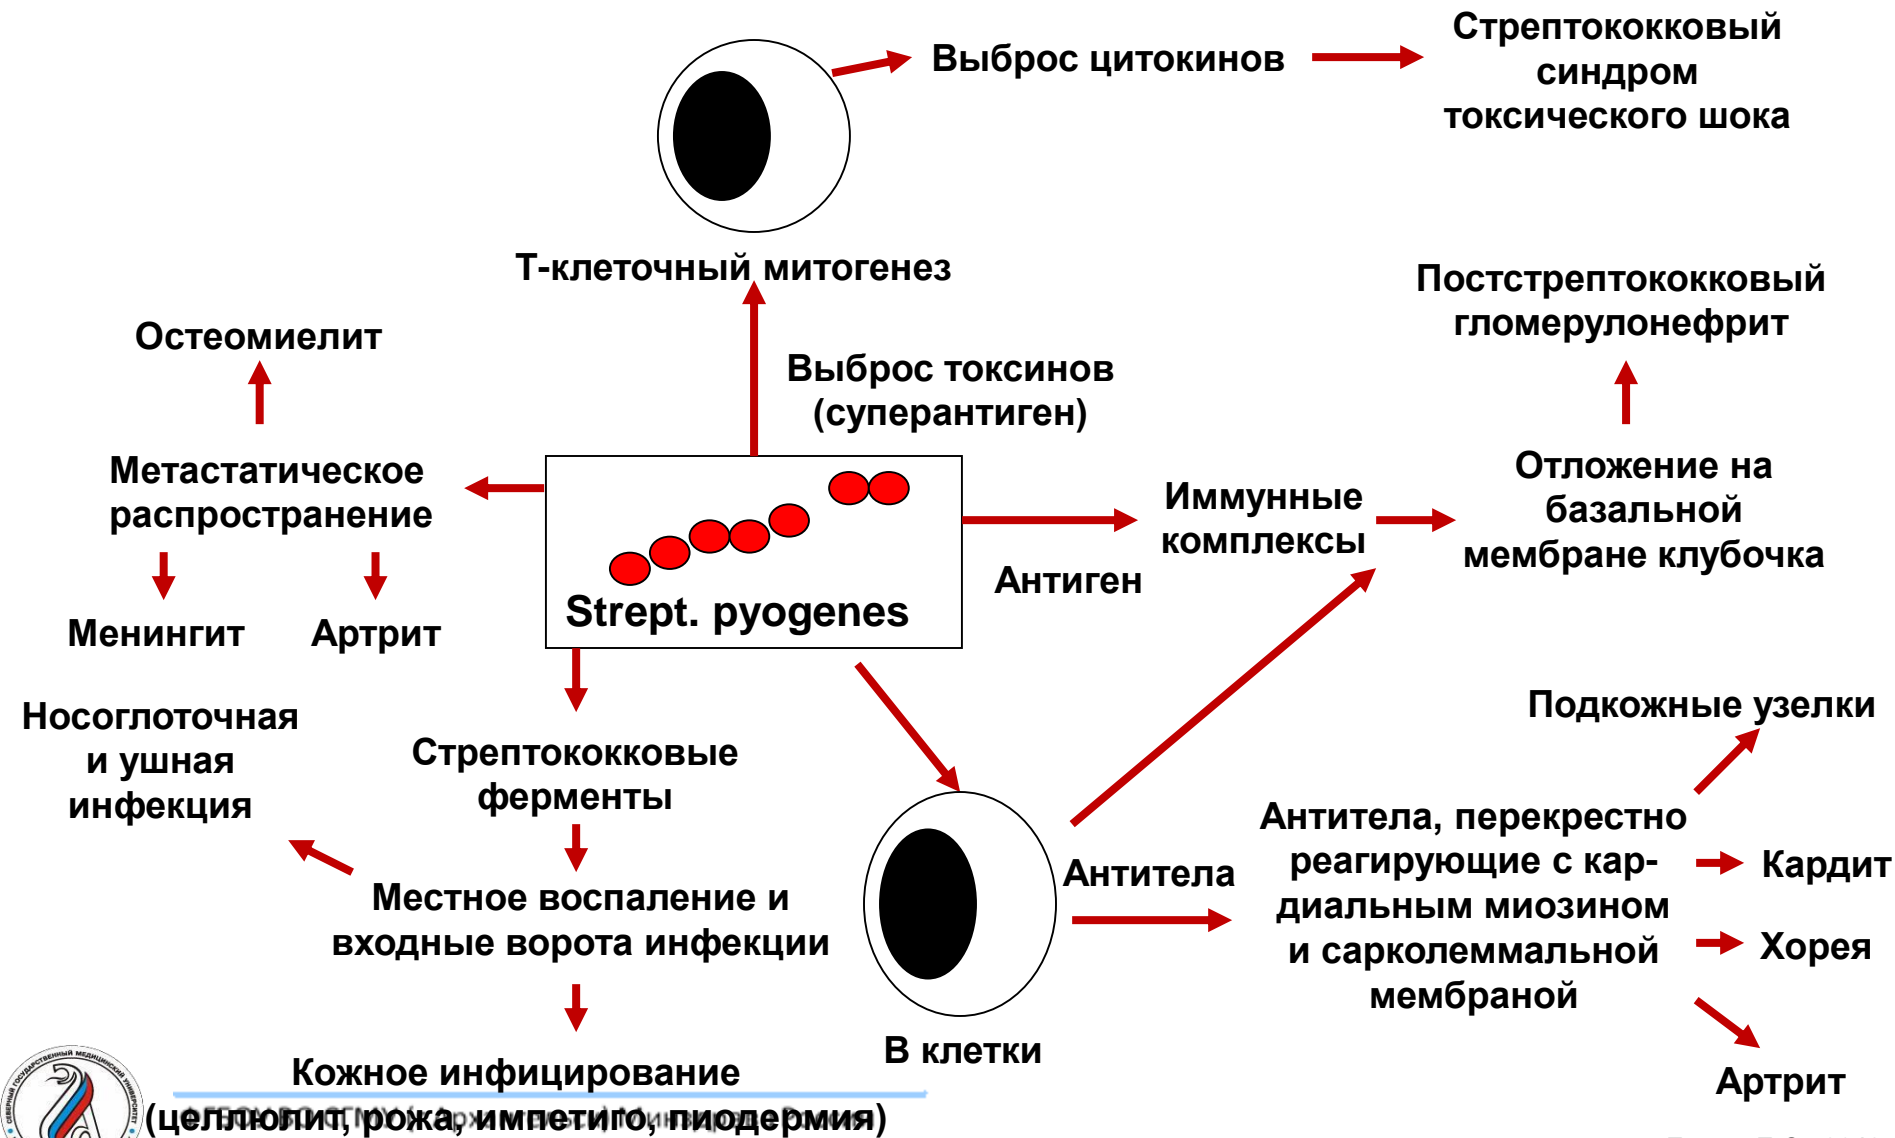 Стрептококковый
синдром
токсического шока
Выброс цитокинов
Т-клеточный митогенез
Постстрептококковый
гломерулонефрит
Остеомиелит
Выброс токсинов
(суперантиген)
Метастатическое
распространение
Иммунные
комплексы
Отложение на
базальной
мембране клубочка
Антиген
Strept. pyogenes
Менингит
Артрит
Носоглоточная
и ушная
инфекция
Стрептококковые
ферменты
Подкожные узелки
Антитела, перекрестно
реагирующие с кар-
диальным миозином
и сарколеммальной
мембраной
Кардит
Хорея
Артрит
Антитела
Местное воспаление и
входные ворота инфекции
В клетки
Кожное инфицирование
(целлюлит, рожа, импетиго, пиодермия)